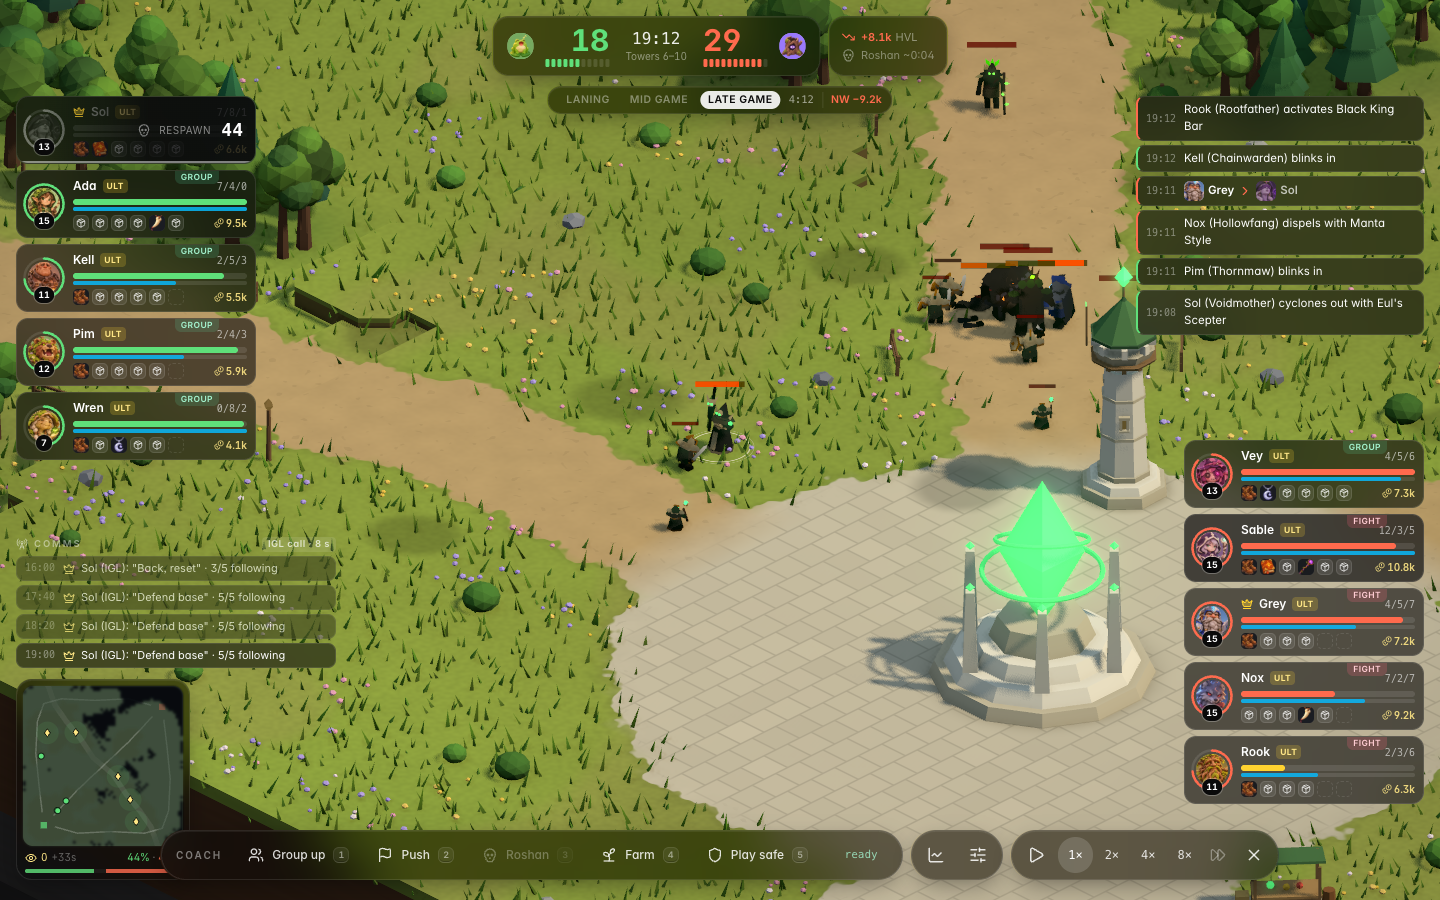 18 19:12 29
Towers 6–10
+8.1k HVL
Roshan ~0:04
LANING MID GAME LATE GAME 4:12 NW −9.2k
Sol ULT 7/8/1
RESPAWN 44
13 6.6k
GROUP
Ada ULT 7/4/0
15 9.5k
GROUP
Kell ULT 2/5/3
11 5.5k
GROUP
Pim ULT 2/4/3
12 5.9k
GROUP
Wren ULT 0/8/2
7 4.1k
19:12 Rook (Rootfather) activates Black King
Bar
19:12 Kell (Chainwarden) blinks in
19:11 Grey > Sol
19:11 Nox (Hollowfang) dispels with Manta
Style
19:11 Pim (Thornmaw) blinks in
19:08 Sol (Voidmother) cyclones out with Eul's
Scepter
GROUP
Vey ULT 4/5/6
13 7.3k
FIGHT
Sable ULT 12/3/5
15 10.8k
FIGHT
Grey ULT 4/5/7
15 7.2k
FIGHT
Nox ULT 7/2/7
15 9.2k
FIGHT
Rook ULT 2/3/6
11 6.3k
COMMS IGL call · 8 s
16:00 Sol (IGL): "Back, reset" · 3/5 following
17:40 Sol (IGL): "Defend base" · 5/5 following
18:20 Sol (IGL): "Defend base" · 5/5 following
19:00 Sol (IGL): "Defend base" · 5/5 following
0 +33s 44% ·
COACH Group up 1 Push 2 Roshan 3 Farm 4 Play safe 5 ready
1× 2× 4× 8×